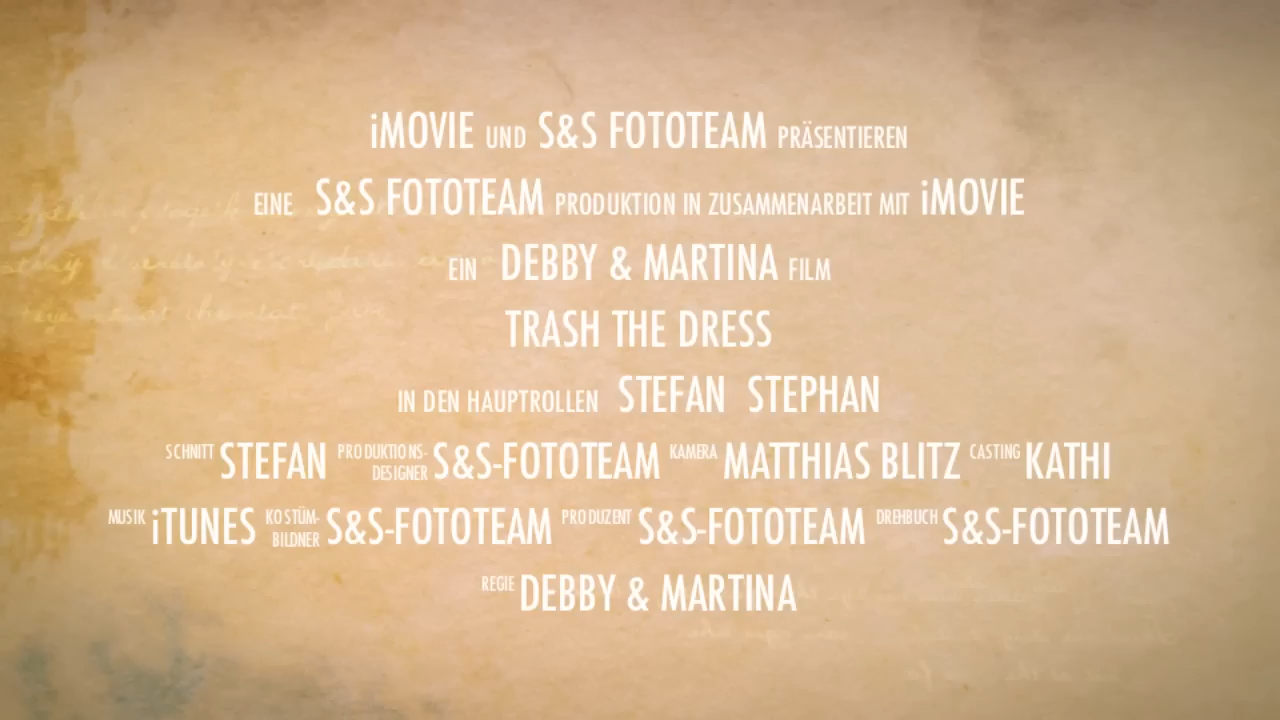 iMOVIE UND S&S FOTOTEAM PRÄSENTIEREN
EINE S&S FOTOTEAM PRODUKTION IN ZUSAMMENARBEIT MIT iMOVIE
EIN DEBBY & MARTINA FILM
TRASH THE DRESS
IN DEN HAUPTROLLEN STEFAN STEPHAN
SCHNITT STEFAN PRODUKTIONS-DESIGNER S&S-FOTOTEAM KAMERA MATTHIAS BLITZ CASTING KATHI
MUSIK iTUNES KOSTÜM-BILDNER S&S-FOTOTEAM PRODUZENT S&S-FOTOTEAM DREHBUCH S&S-FOTOTEAM
REGIE DEBBY & MARTINA